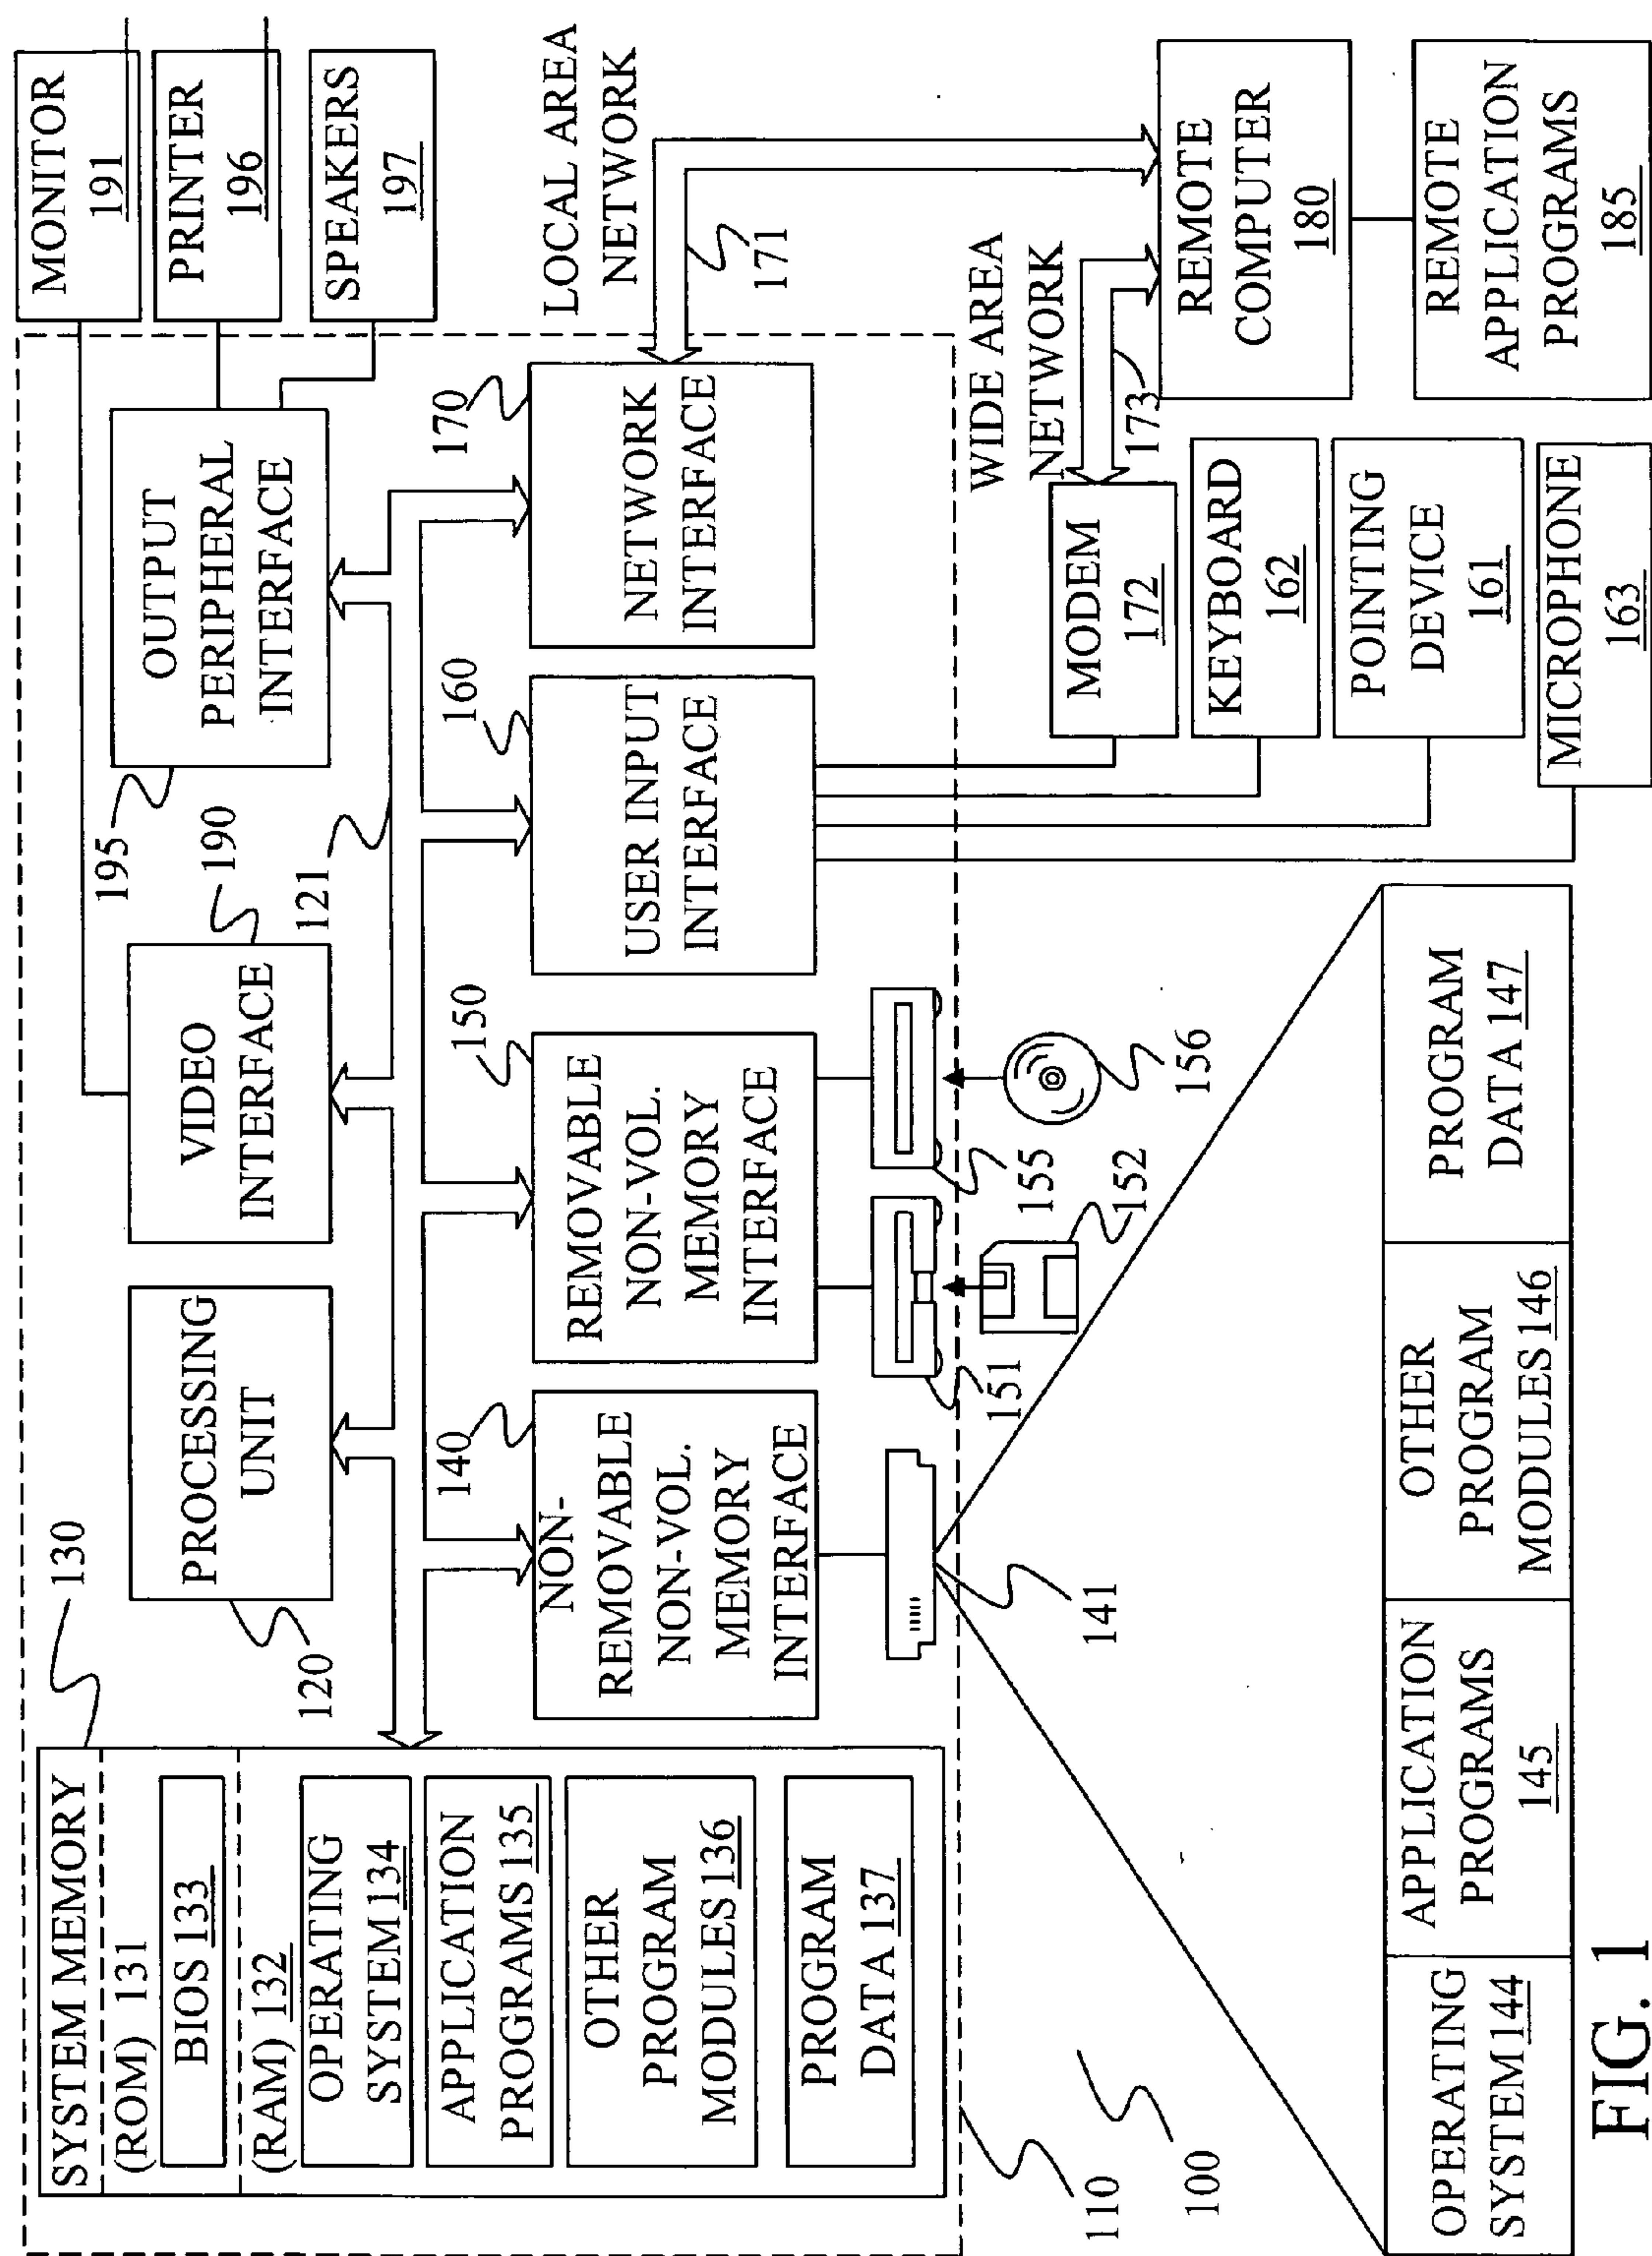 SYSTEM MEMORY
(ROM) 131
BIOS 133
(RAM) 132
OPERATING
SYSTEM 134
APPLICATION
PROGRAMS 135
OTHER
PROGRAM
MODULES 136
PROGRAM
DATA 137
130
PROCESSING
UNIT
120
VIDEO
INTERFACE
190
121
OUTPUT
PERIPHERAL
INTERFACE
195
MONITOR
191
PRINTER
196
SPEAKERS
197
NON-
REMOVABLE
NON-VOL.
MEMORY
INTERFACE
140
REMOVABLE
NON-VOL.
MEMORY
INTERFACE
150
USER INPUT
INTERFACE
160
NETWORK
INTERFACE
170
LOCAL AREA
NETWORK
171
141
151
152
155
156
WIDE AREA
NETWORK
173
MODEM
172
KEYBOARD
162
POINTING
DEVICE
161
MICROPHONE
163
REMOTE
COMPUTER
180
REMOTE
APPLICATION
PROGRAMS
185
110
100
OPERATING
SYSTEM 144
APPLICATION
PROGRAMS
145
OTHER
PROGRAM
MODULES 146
PROGRAM
DATA 147
FIG. 1